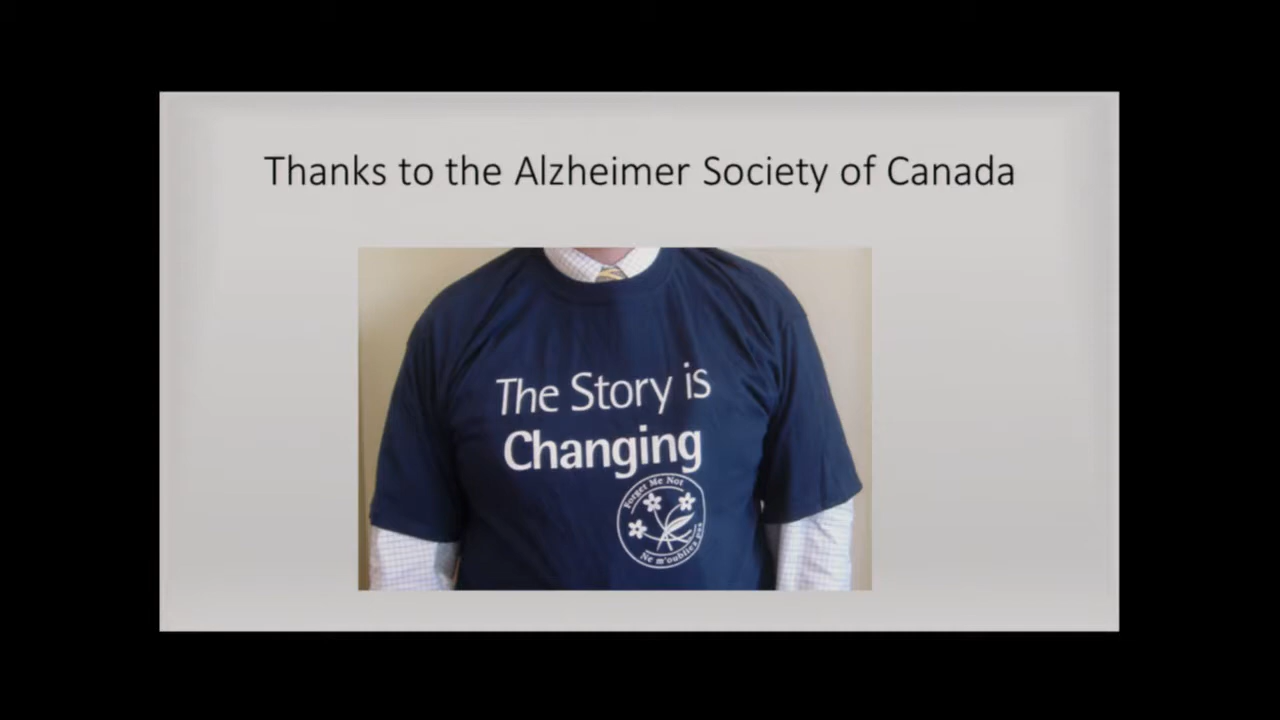 Thanks to the Alzheimer Society of Canada
The Story is
Changing
Forget Me Not
Ne m'oubliez pas